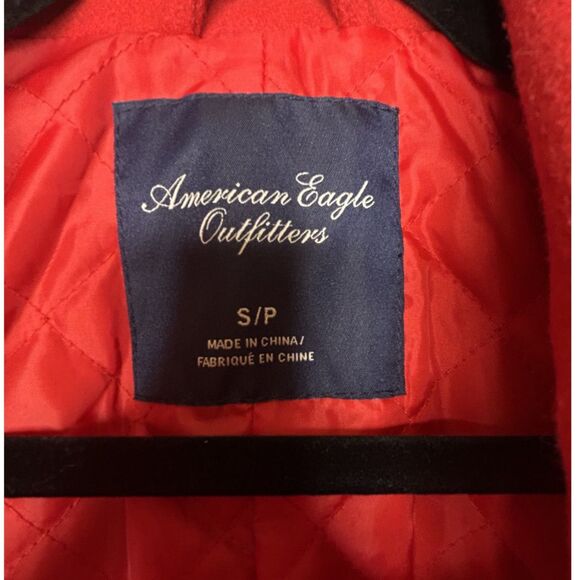 American Eagle
Outfitters
S/P
MADE IN CHINA/
FABRIQUÉ EN CHINE